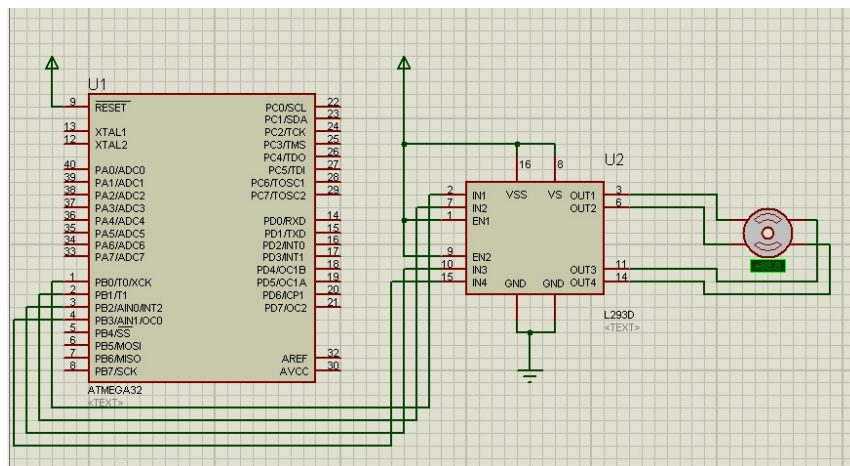 U1
9 RESET
13 XTAL1
12 XTAL2
40 PA0/ADC0
39 PA1/ADC1
38 PA2/ADC2
37 PA3/ADC3
36 PA4/ADC4
35 PA5/ADC5
34 PA6/ADC6
33 PA7/ADC7
1 PB0/T0/XCK
2 PB1/T1
3 PB2/AIN0/INT2
4 PB3/AIN1/OC0
5 PB4/SS
6 PB5/MOSI
7 PB6/MISO
8 PB7/SCK
PC0/SCL 22
PC1/SDA 23
PC2/TCK 24
PC3/TMS 25
PC4/TDO 26
PC5/TDI 27
PC6/TOSC1 28
PC7/TOSC2 29
PD0/RXD 14
PD1/TXD 15
PD2/INT0 16
PD3/INT1 17
PD4/OC1B 18
PD5/OC1A 19
PD6/ICP1 20
PD7/OC2 21
AREF 32
AVCC 30
ATMEGA32
<TEXT>
U2
16 8
VSS VS
2 IN1
7 IN2
1 EN1
9 EN2
10 IN3
15 IN4
OUT1 3
OUT2 6
OUT3 11
OUT4 14
GND GND
L293D
<TEXT>